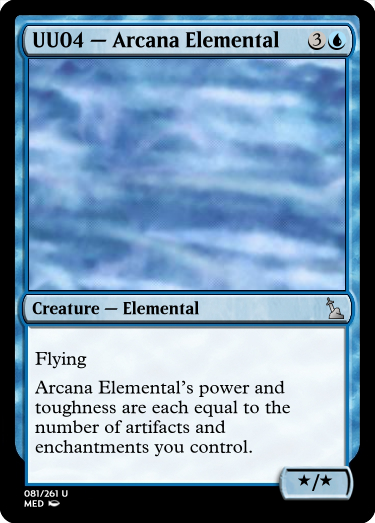 UU04 — Arcana Elemental 3
Creature — Elemental
Flying
Arcana Elemental's power and
toughness are each equal to the
number of artifacts and
enchantments you control.
★/★
081/261 U
MED